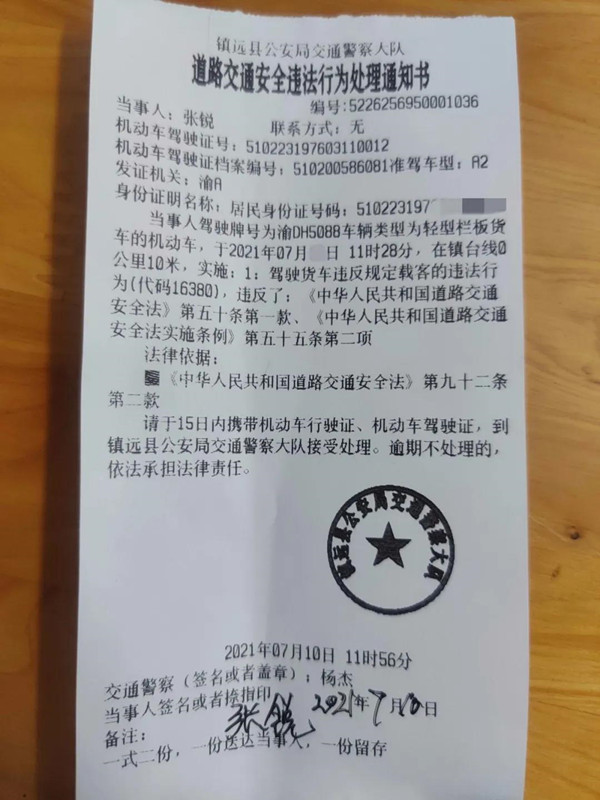 镇远县公安局交通警察大队
道路交通安全违法行为处理通知书
编号:5226256950001036
当事人: 张锐 联系方式: 无
机动车驾驶证号: 510223197603110012
机动车驾驶证档案编号: 510200586081准驾车型: A2
发证机关: 渝A
身份证明名称: 居民身份证号码: 510223197
当事人驾驶牌号为渝DH5088车辆类型为轻型栏板货
车的机动车, 于2021年07月 日 11时28分, 在镇台线0
公里10米, 实施: 1: 驾驶货车违反规定载客的违法行
为(代码16380), 违反了: 《中华人民共和国道路交通
安全法》第五十条第一款、《中华人民共和国道路交通
安全法实施条例》第五十五条第二项
法律依据:
《中华人民共和国道路交通安全法》第九十二条
第二款
请于15日内携带机动车行驶证、机动车驾驶证, 到
镇远县公安局交通警察大队接受处理。逾期不处理的,
依法承担法律责任。
镇远县公安局交通警察大队
2021年07月10日 11时56分
交通警察 (签名或者盖章): 杨杰
当事人签名或者捺指印 张锐 2021年7月10日
备注:
一式二份, 一份送达当事人, 一份留存